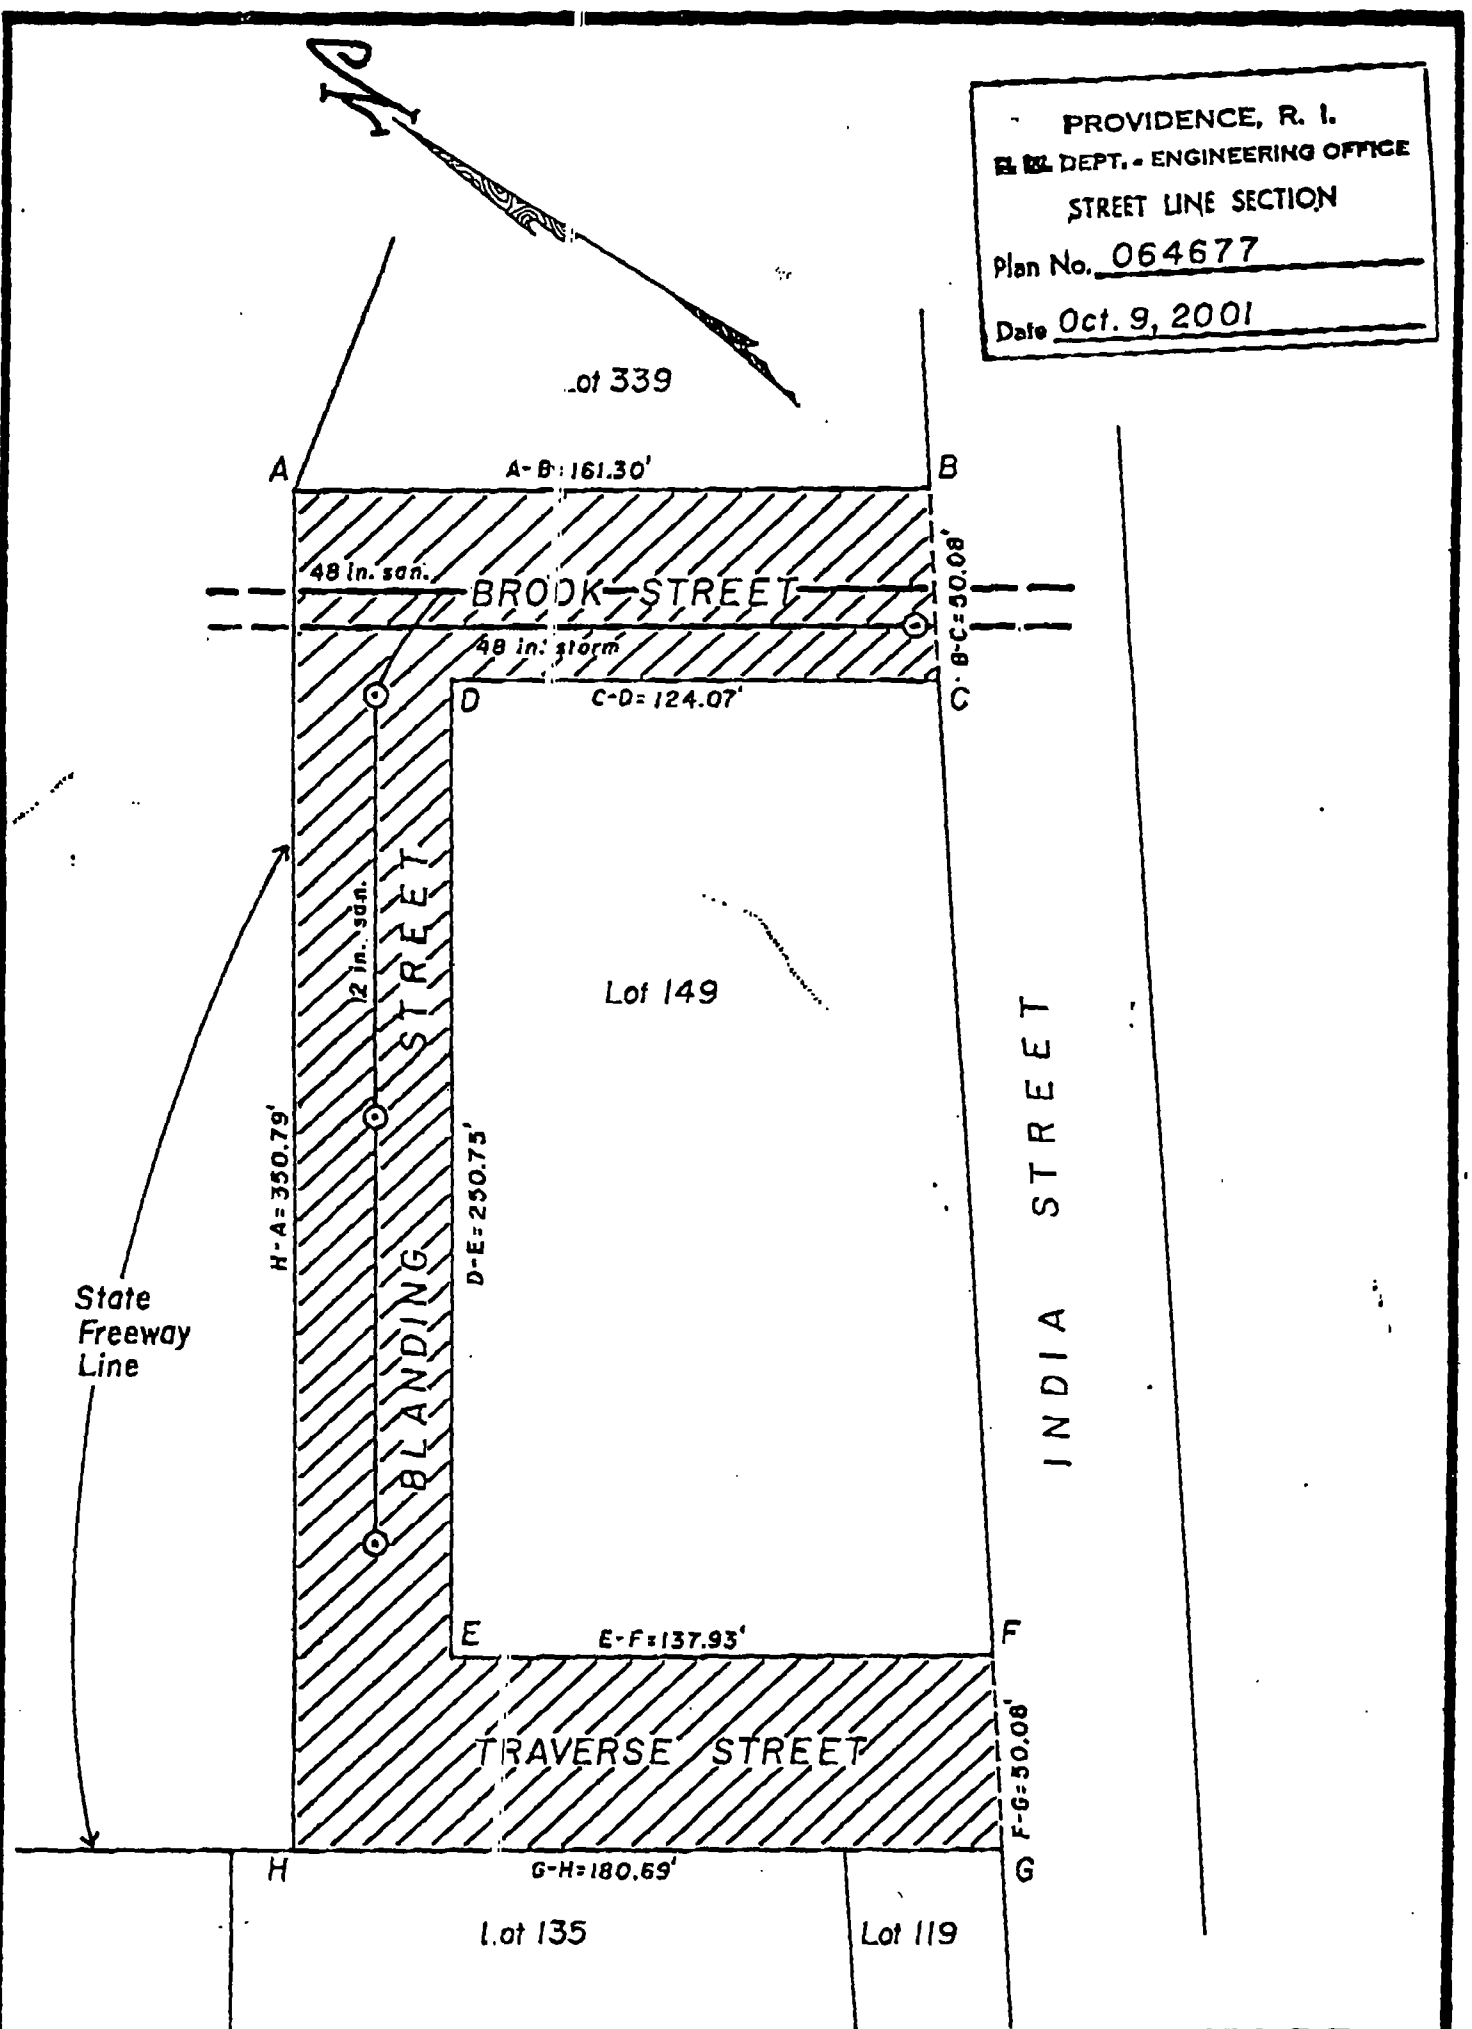 N
PROVIDENCE, R. I.
DEPT. - ENGINEERING OFFICE
STREET LINE SECTION
Plan No. 064677
Date Oct. 9, 2001
ot 339
A
A-B: 161.30'
B
48 in. san.
BROOK STREET
B-C=50.08'
48 in. storm
D
C-D=124.07'
C
12 in. san.
BLANDING STREET
Lot 149
INDIA STREET
H-A=350.79'
D-E=250.75'
State
Freeway
Line
E
E-F=137.93'
F
TRAVERSE STREET
F-G=50.08'
H
G-H=180.69'
G
Lot 135
Lot 119